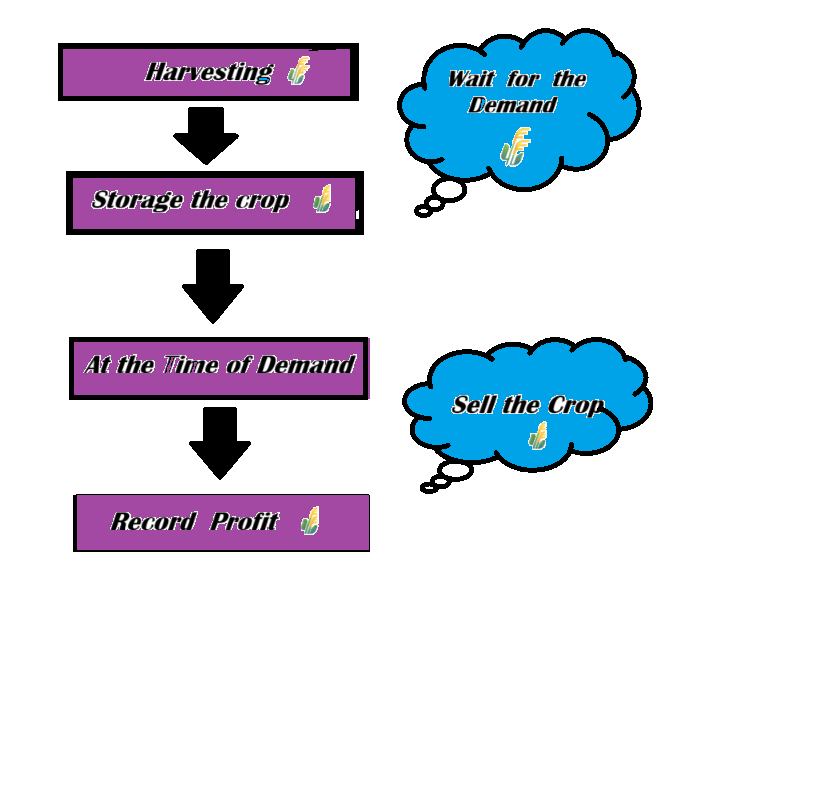 Harvesting
Wait for the
Demand
Storage the crop
At the Time of Demand
Sell the Crop
Record Profit